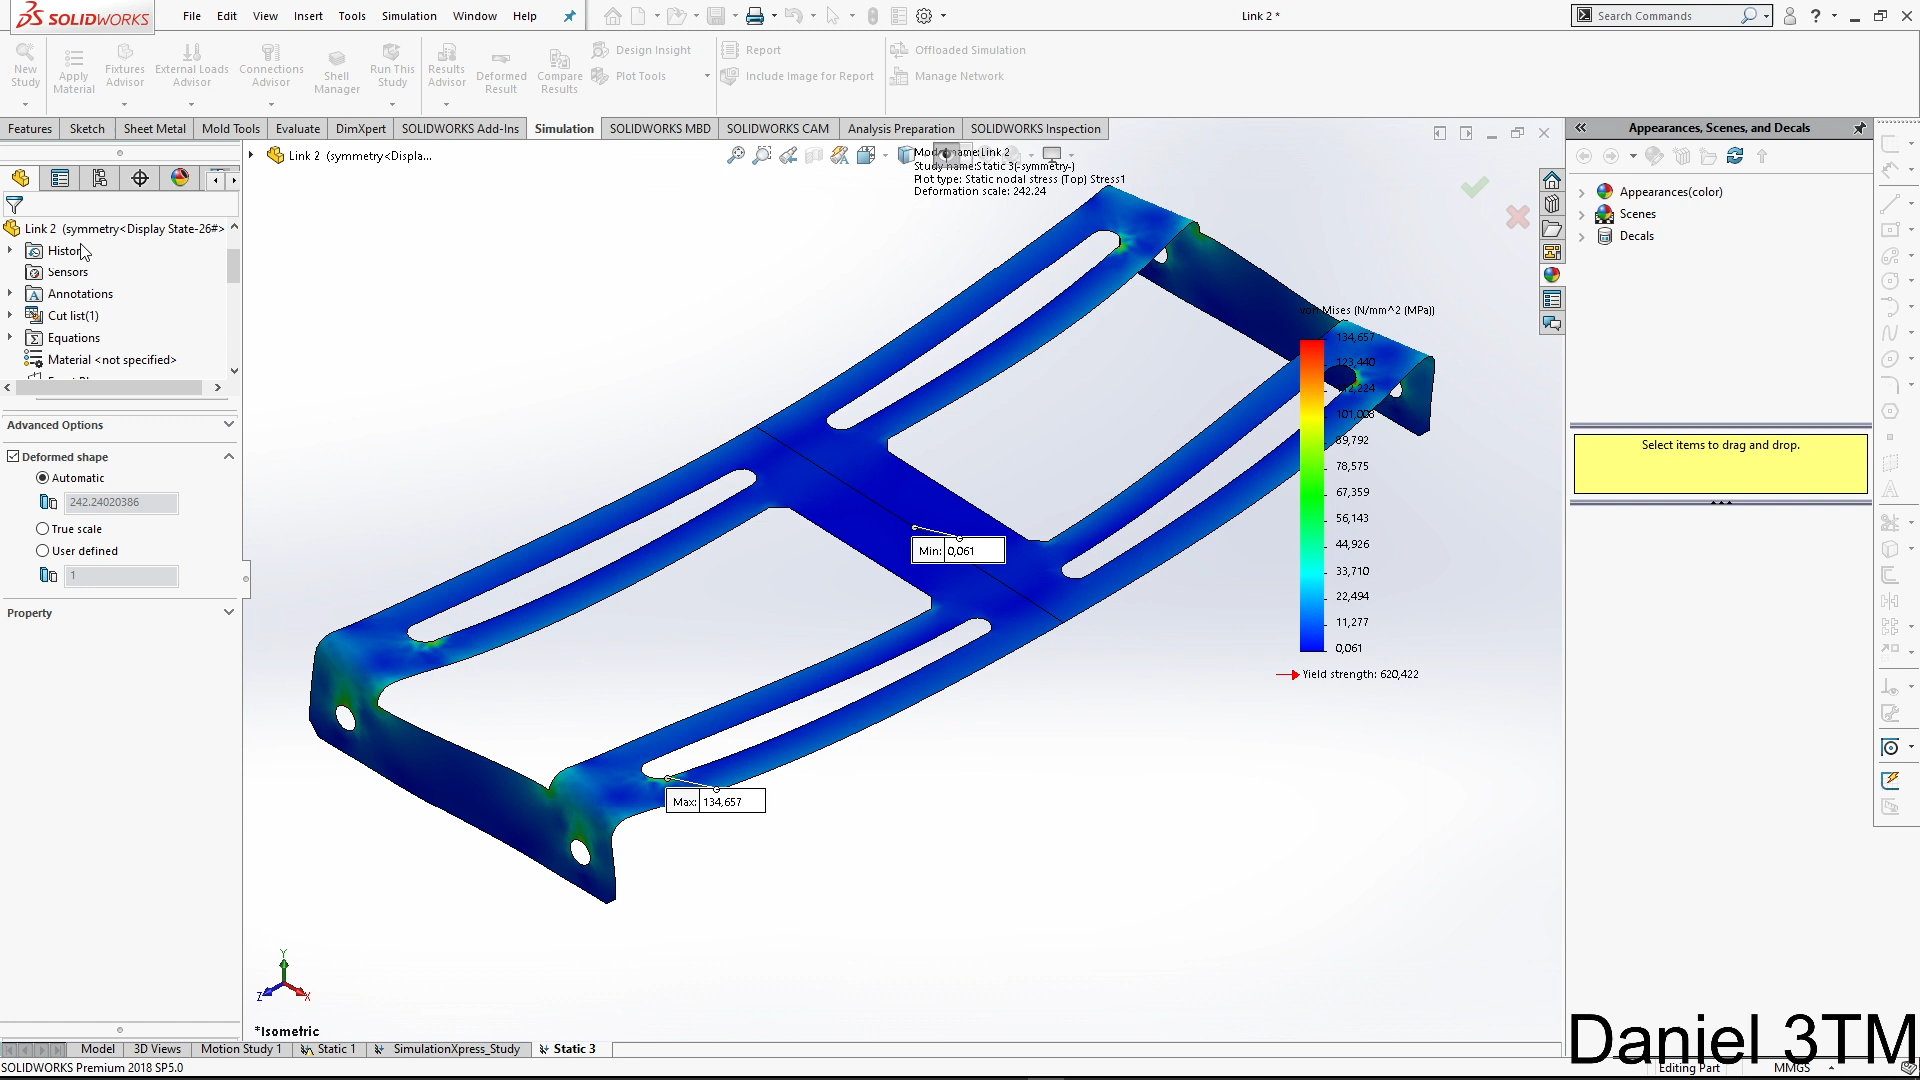 SOLIDWORKS File Edit View Insert Tools Simulation Window Help
Link 2 *
Search Commands
New Study
Apply Material
Fixtures Advisor
External Loads Advisor
Connections Advisor
Shell Manager
Run This Study
Results Advisor
Deformed Result
Compare Results
Design Insight
Plot Tools
Report
Include Image for Report
Offloaded Simulation
Manage Network
Features Sketch Sheet Metal Mold Tools Evaluate DimXpert SOLIDWORKS Add-Ins Simulation SOLIDWORKS MBD SOLIDWORKS CAM Analysis Preparation SOLIDWORKS Inspection
Link 2 (symmetry<Display State-26#>
History
Sensors
Annotations
Cut list(1)
Equations
Material <not specified>
Advanced Options
Deformed shape
Automatic
242.24020386
True scale
User defined
1
Property
Link 2 (symmetry<Displa...
Model name:Link 2
Study name:Static 3(-symmetry-)
Plot type: Static nodal stress (Top) Stress1
Deformation scale: 242.24
von Mises (N/mm^2 (MPa))
134,657
123,440
112,224
101,008
89,792
78,575
67,359
56,143
44,926
33,710
22,494
11,277
0,061
Yield strength: 620,422
Min: 0,061
Max: 134,657
Y
Z
X
*Isometric
Appearances, Scenes, and Decals
Appearances(color)
Scenes
Decals
Select items to drag and drop.
Model 3D Views Motion Study 1 Static 1 SimulationXpress_Study Static 3
SOLIDWORKS Premium 2018 SP5.0
Editing Part MMGS
Daniel 3TM